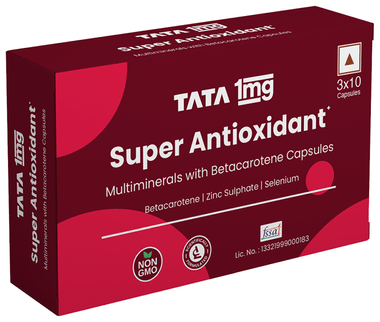 TATA 1mg
Super Antioxidant+
Multiminerals with Betacarotene Capsules
Betacarotene | Zinc Sulphate | Selenium
3x10
Capsules
NON
GMO
fssai
Lic. No. : 13321999000183
TATA 1mg
Super Antioxidant+
Multiminerals with Betacarotene Capsules